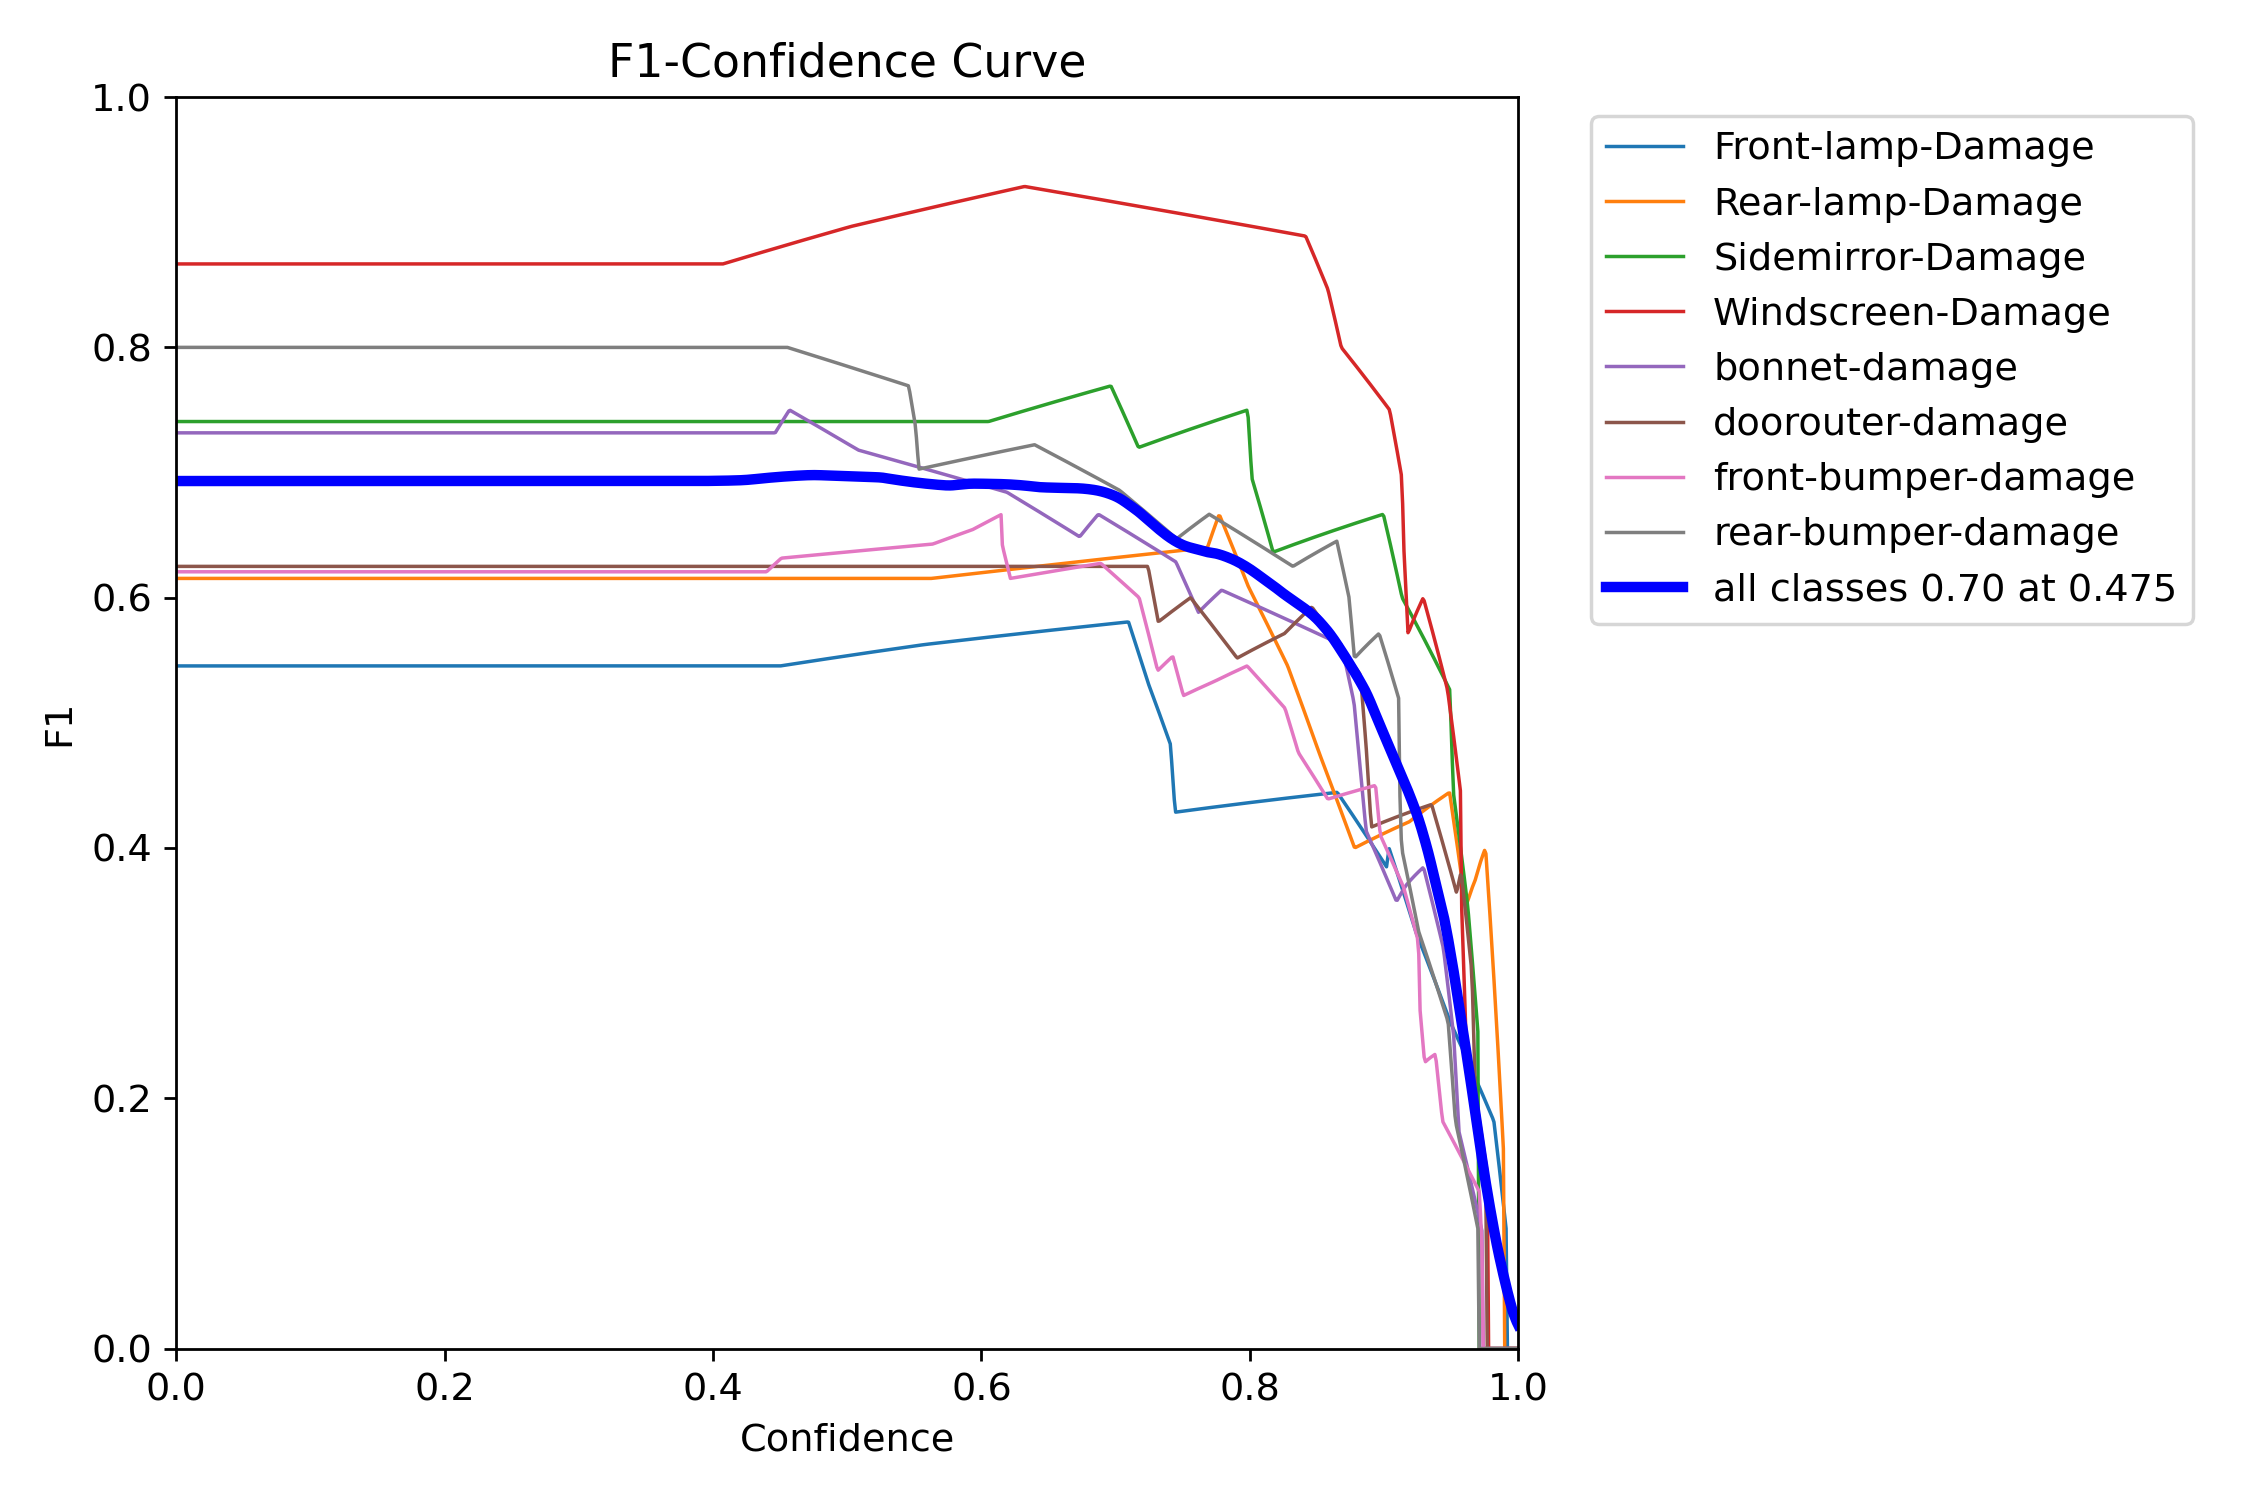 F1-Confidence Curve
1.0
0.8
0.6
0.4
0.2
0.0
F1
0.0 0.2 0.4 0.6 0.8 1.0
Confidence
Front-lamp-Damage
Rear-lamp-Damage
Sidemirror-Damage
Windscreen-Damage
bonnet-damage
doorouter-damage
front-bumper-damage
rear-bumper-damage
all classes 0.70 at 0.475